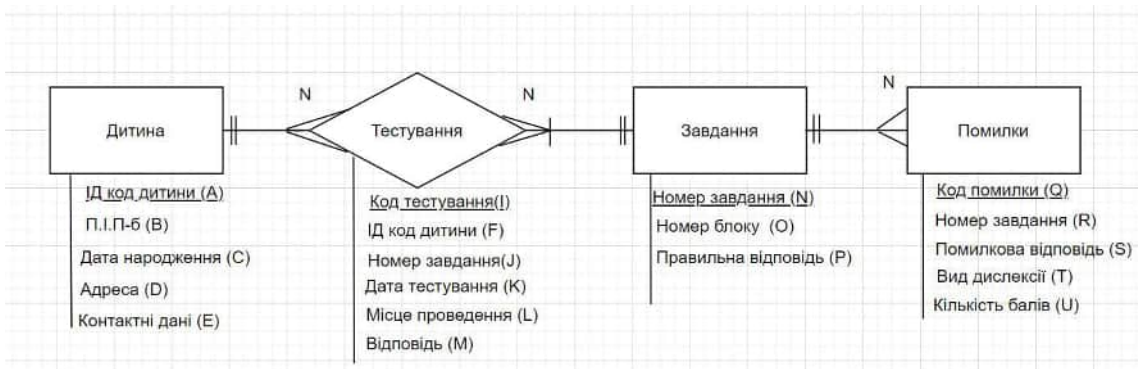 N
N
N
Дитина
Тестування
Завдання
Помилки
ІД код дитини (A)
П.І.П-б (B)
Дата народження (C)
Адреса (D)
Контактні дані (E)
Код тестування(I)
ІД код дитини (F)
Номер завдання(J)
Дата тестування (K)
Місце проведення (L)
Відповідь (M)
Номер завдання (N)
Номер блоку (O)
Правильна відповідь (P)
Код помилки (Q)
Номер завдання (R)
Помилкова відповідь (S)
Вид дислексії (T)
Кількість балів (U)